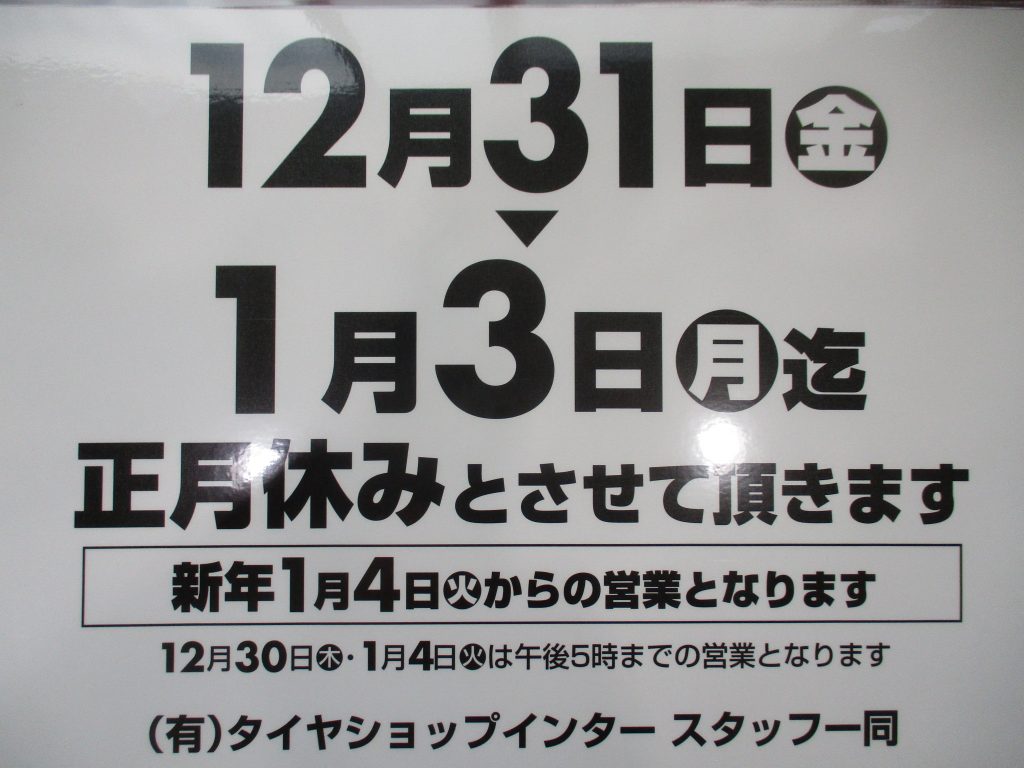 12月31日㊎
▼
1月3日㊊迄
正月休みとさせて頂きます
新年1月4日㊋からの営業となります
12月30日㊍・1月4日㊋は午後5時までの営業となります
(有)タイヤショップインター スタッフ一同